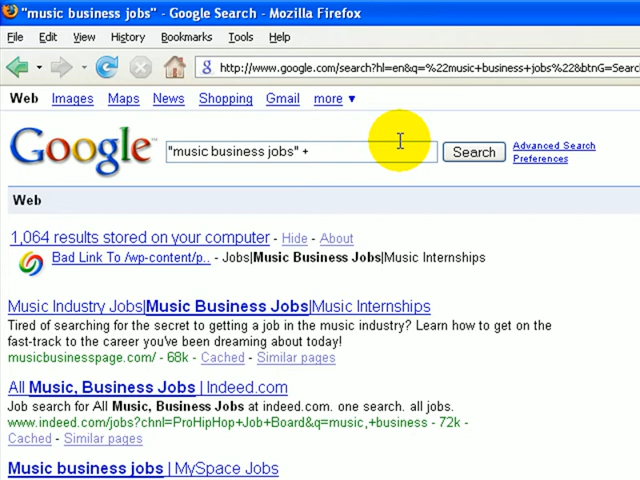 "music business jobs" - Google Search - Mozilla Firefox
File Edit View History Bookmarks Tools Help
http://www.google.com/search?hl=en&q=%22music+business+jobs%22&btnG=Search
Web Images Maps News Shopping Gmail more ▼
Google™ "music business jobs" + Search Advanced Search
Preferences
Web
1,064 results stored on your computer - Hide - About
Bad Link To /wp-content/p.. - Jobs|Music Business Jobs|Music Internships
Music Industry Jobs|Music Business Jobs|Music Internships
Tired of searching for the secret to getting a job in the music industry? Learn how to get on the
fast-track to the career you've been dreaming about today!
musicbusinesspage.com/ - 68k - Cached - Similar pages
All Music, Business Jobs | Indeed.com
Job search for All Music, Business Jobs at indeed.com. one search. all jobs.
www.indeed.com/jobs?chnl=ProHipHop+Job+Board&q=music,+business - 72k -
Cached - Similar pages
Music business jobs | MySpace Jobs